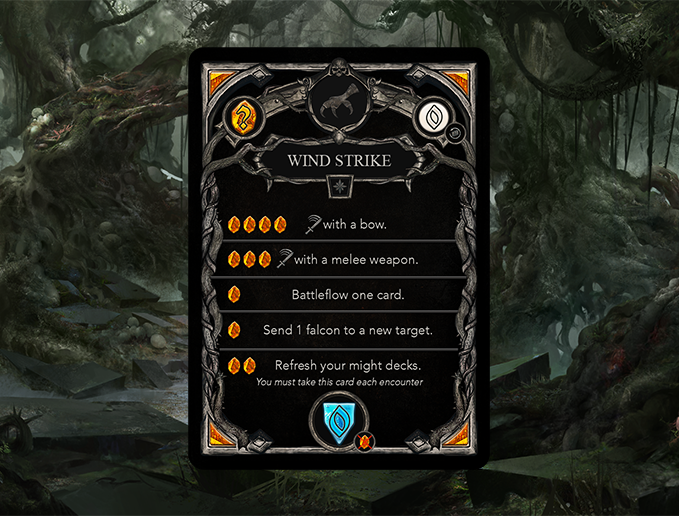 ?
WIND STRIKE
with a bow.
with a melee weapon.
Battleflow one card.
Send 1 falcon to a new target.
Refresh your might decks.
You must take this card each encounter